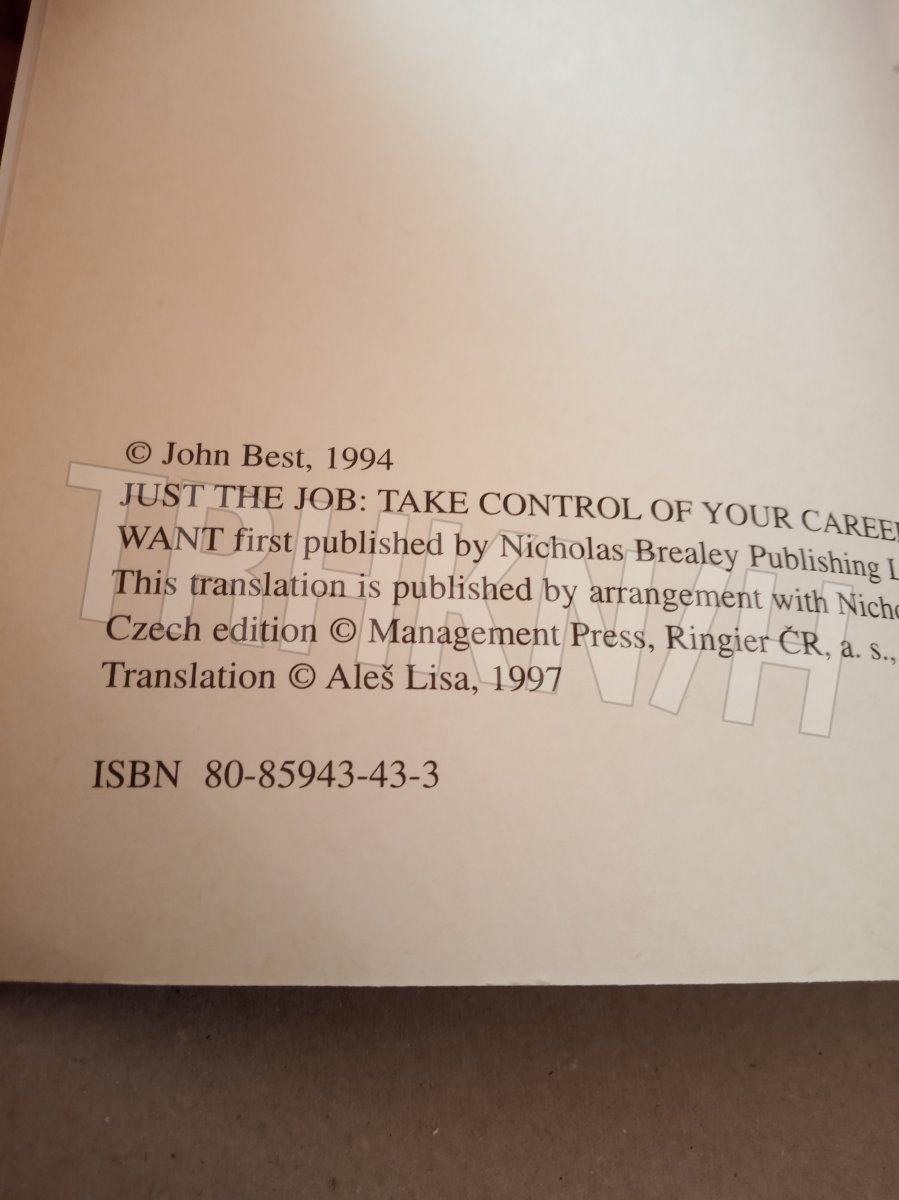 © John Best, 1994
JUST THE JOB: TAKE CONTROL OF YOUR
WANT first published by Nicholas Brealey Publishing
This translation is published by arrangement with
Czech edition © Management Press, Ringier ČR, a. s.,
Translation © Aleš Lisa, 1997
ISBN 80-85943-43-3